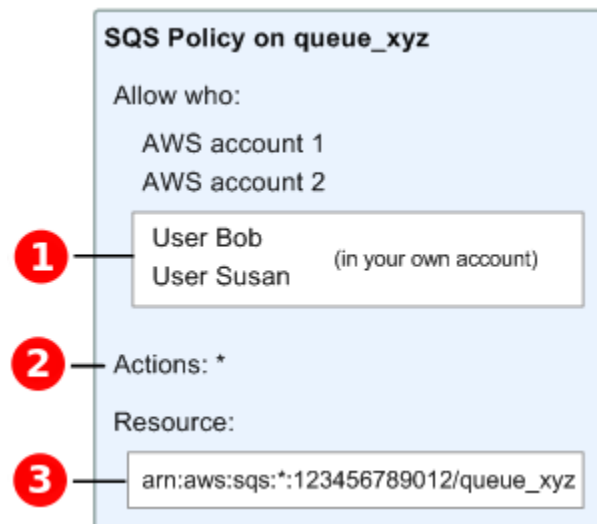 SQS Policy on queue_xyz
Allow who:
AWS account 1
AWS account 2
1
User Bob
User Susan
(in your own account)
2
Actions: *
Resource:
3
arn:aws:sqs:*:123456789012/queue_xyz